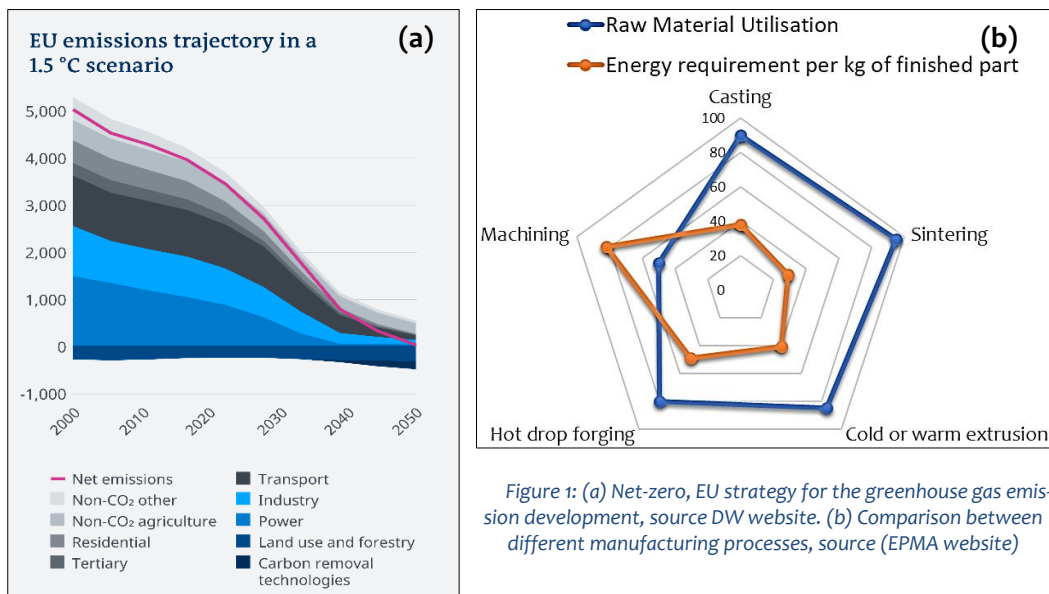 EU emissions trajectory in a
1.5 °C scenario
(a)
5,000
4,000
3,000
2,000
1,000
0
-1,000
2000
2010
2020
2030
2040
2050
Net emissions
Non-CO₂ other
Non-CO₂ agriculture
Residential
Tertiary
Transport
Industry
Power
Land use and forestry
Carbon removal
technologies
(b)
Raw Material Utilisation
Energy requirement per kg of finished part
Casting
100
80
60
40
20
0
Machining
Sintering
Hot drop forging
Cold or warm extrusion
Figure 1: (a) Net-zero, EU strategy for the greenhouse gas emis-
sion development, source DW website. (b) Comparison between
different manufacturing processes, source (EPMA website)